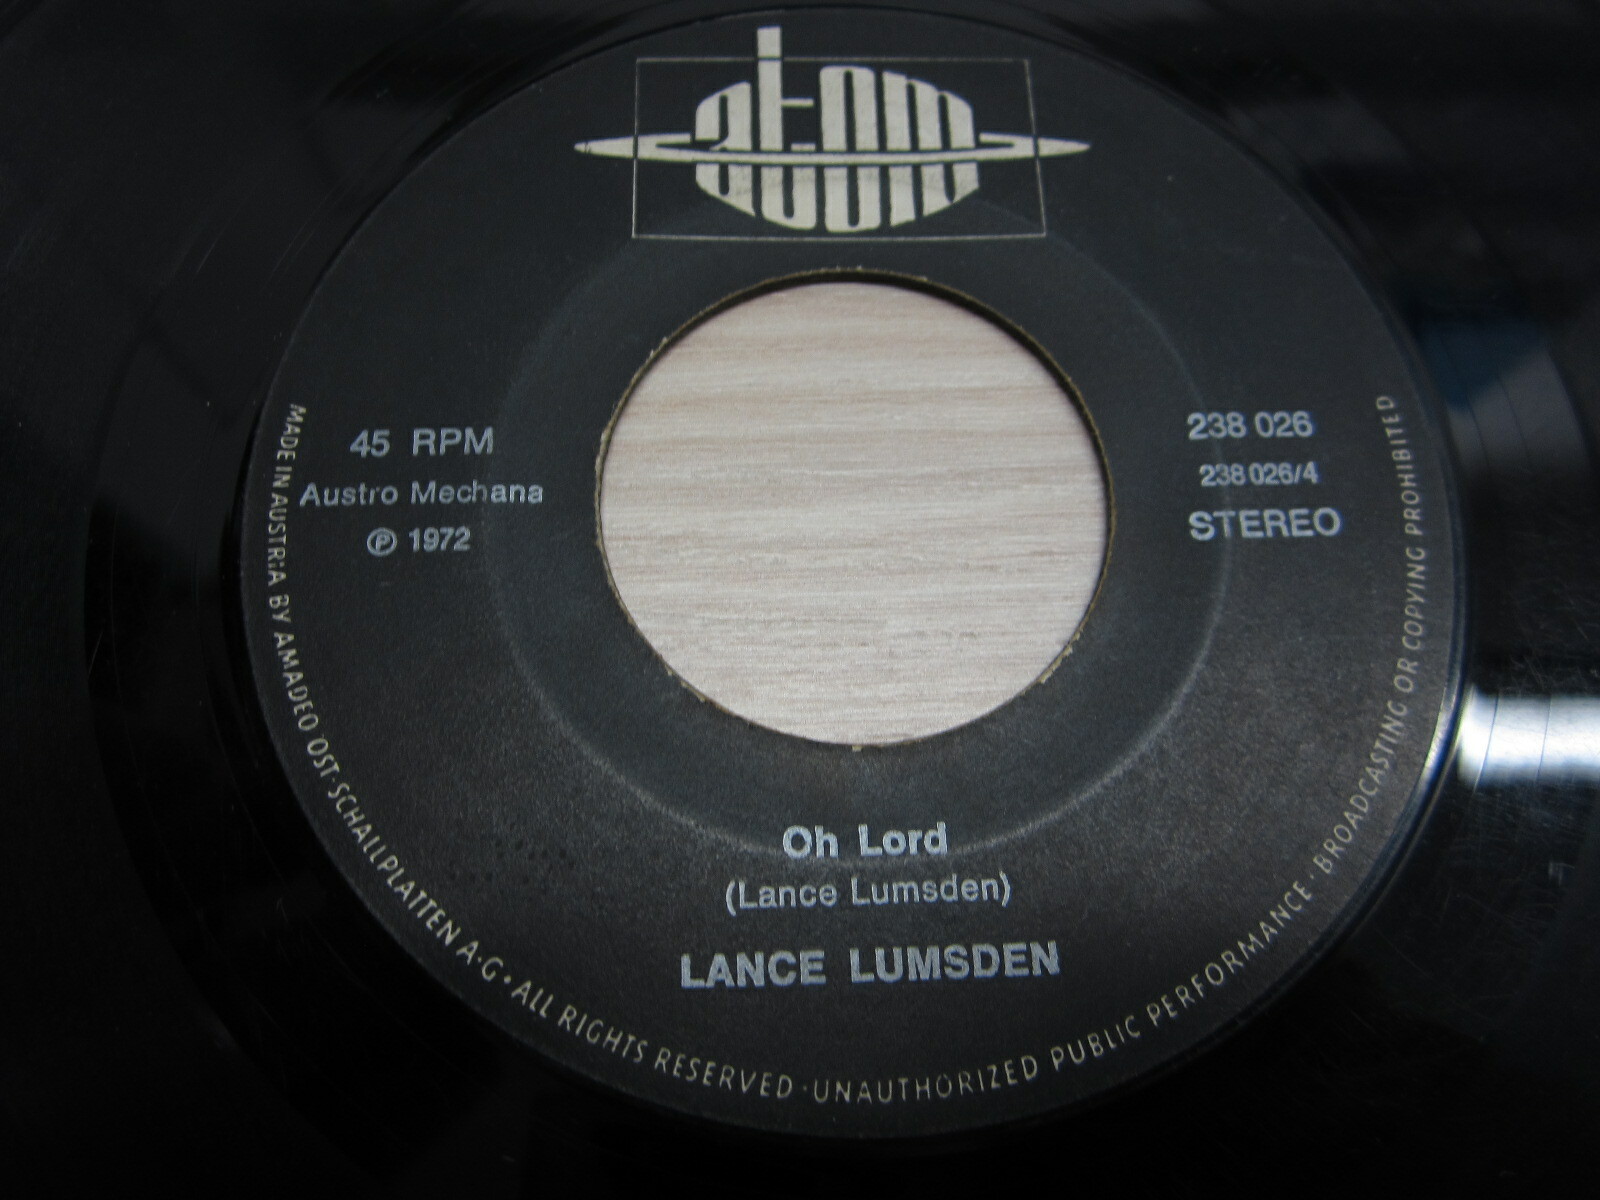 atom
45 RPM
Austro Mechana
℗ 1972
238 026
238 026/4
STEREO
Oh Lord
(Lance Lumsden)
LANCE LUMSDEN
MADE IN AUSTRIA BY AMADEO ÖST·SCHALLPLATTEN A·G · ALL RIGHTS RESERVED · UNAUTHORIZED PUBLIC PERFORMANCE · BROADCASTING OR COPYING PROHIBITED